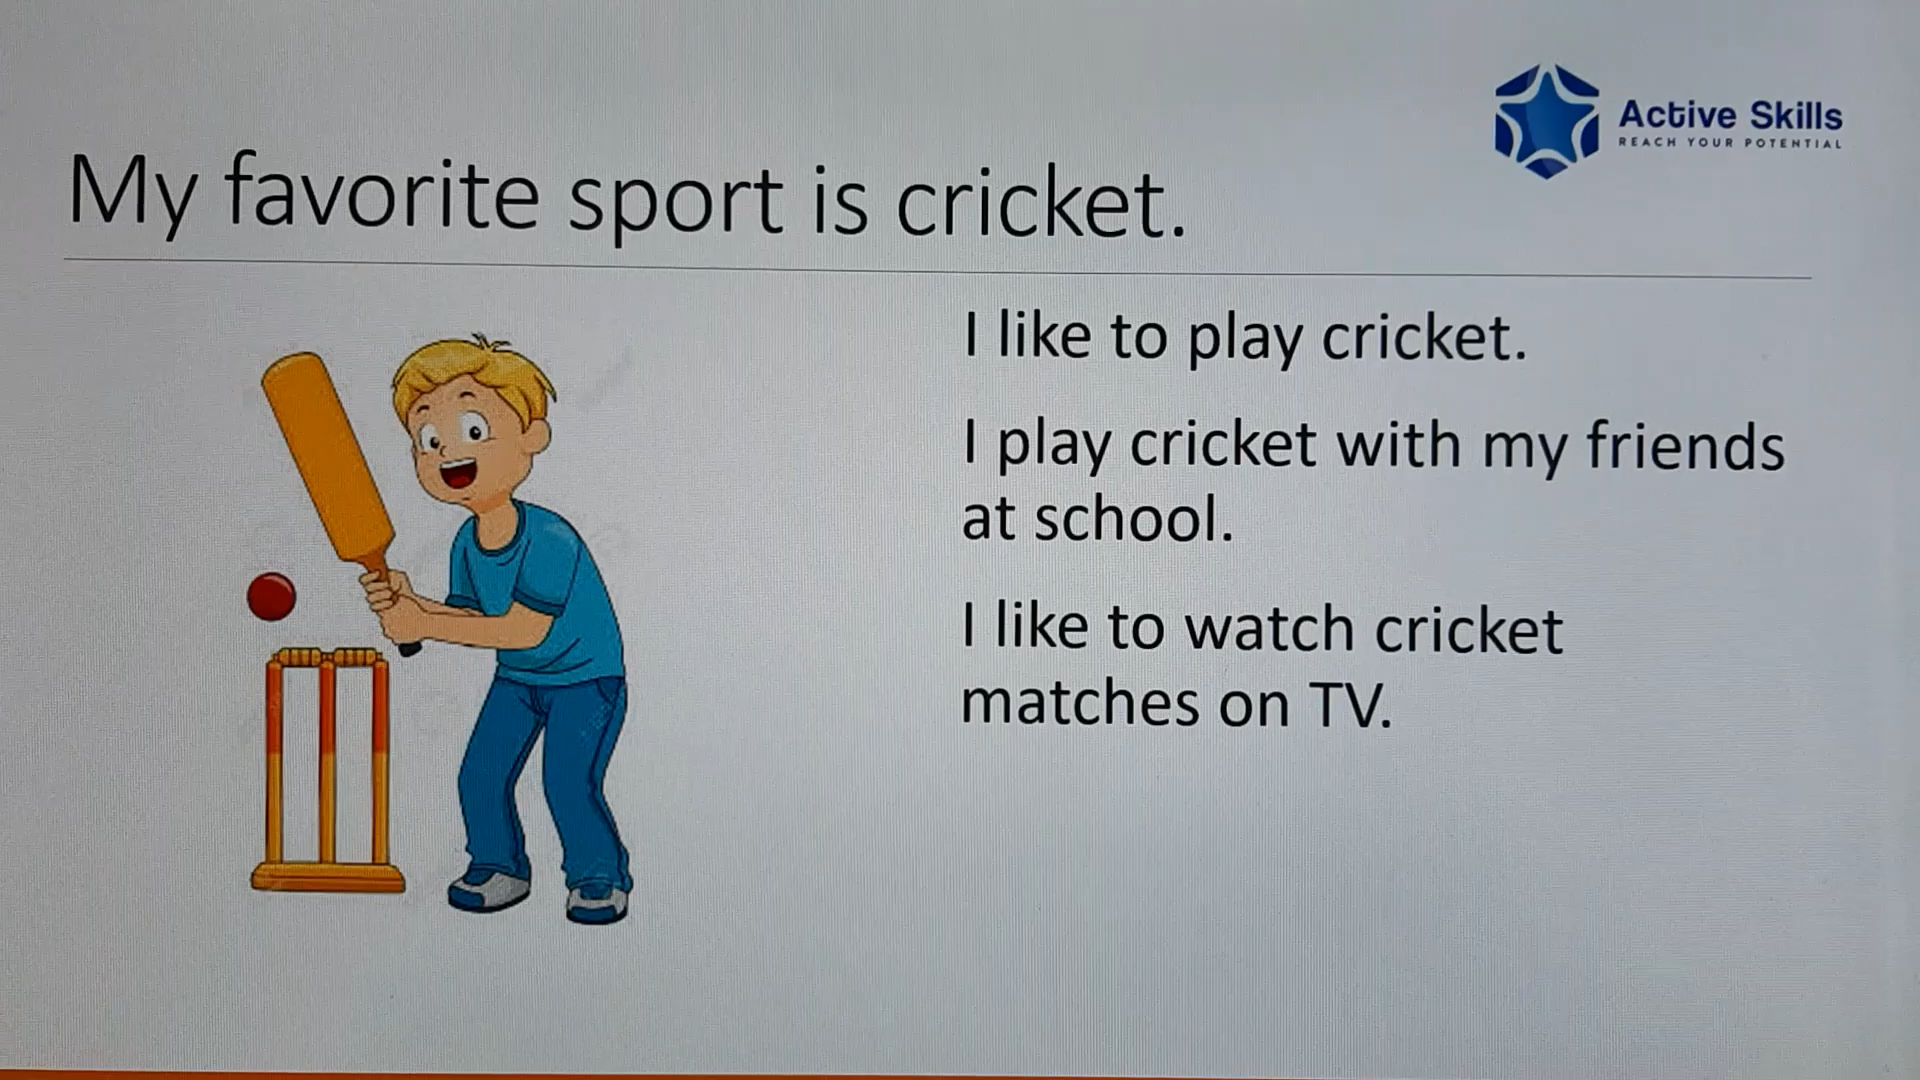 Active Skills
REACH YOUR POTENTIAL
My favorite sport is cricket.
I like to play cricket.
I play cricket with my friends
at school.
I like to watch cricket
matches on TV.